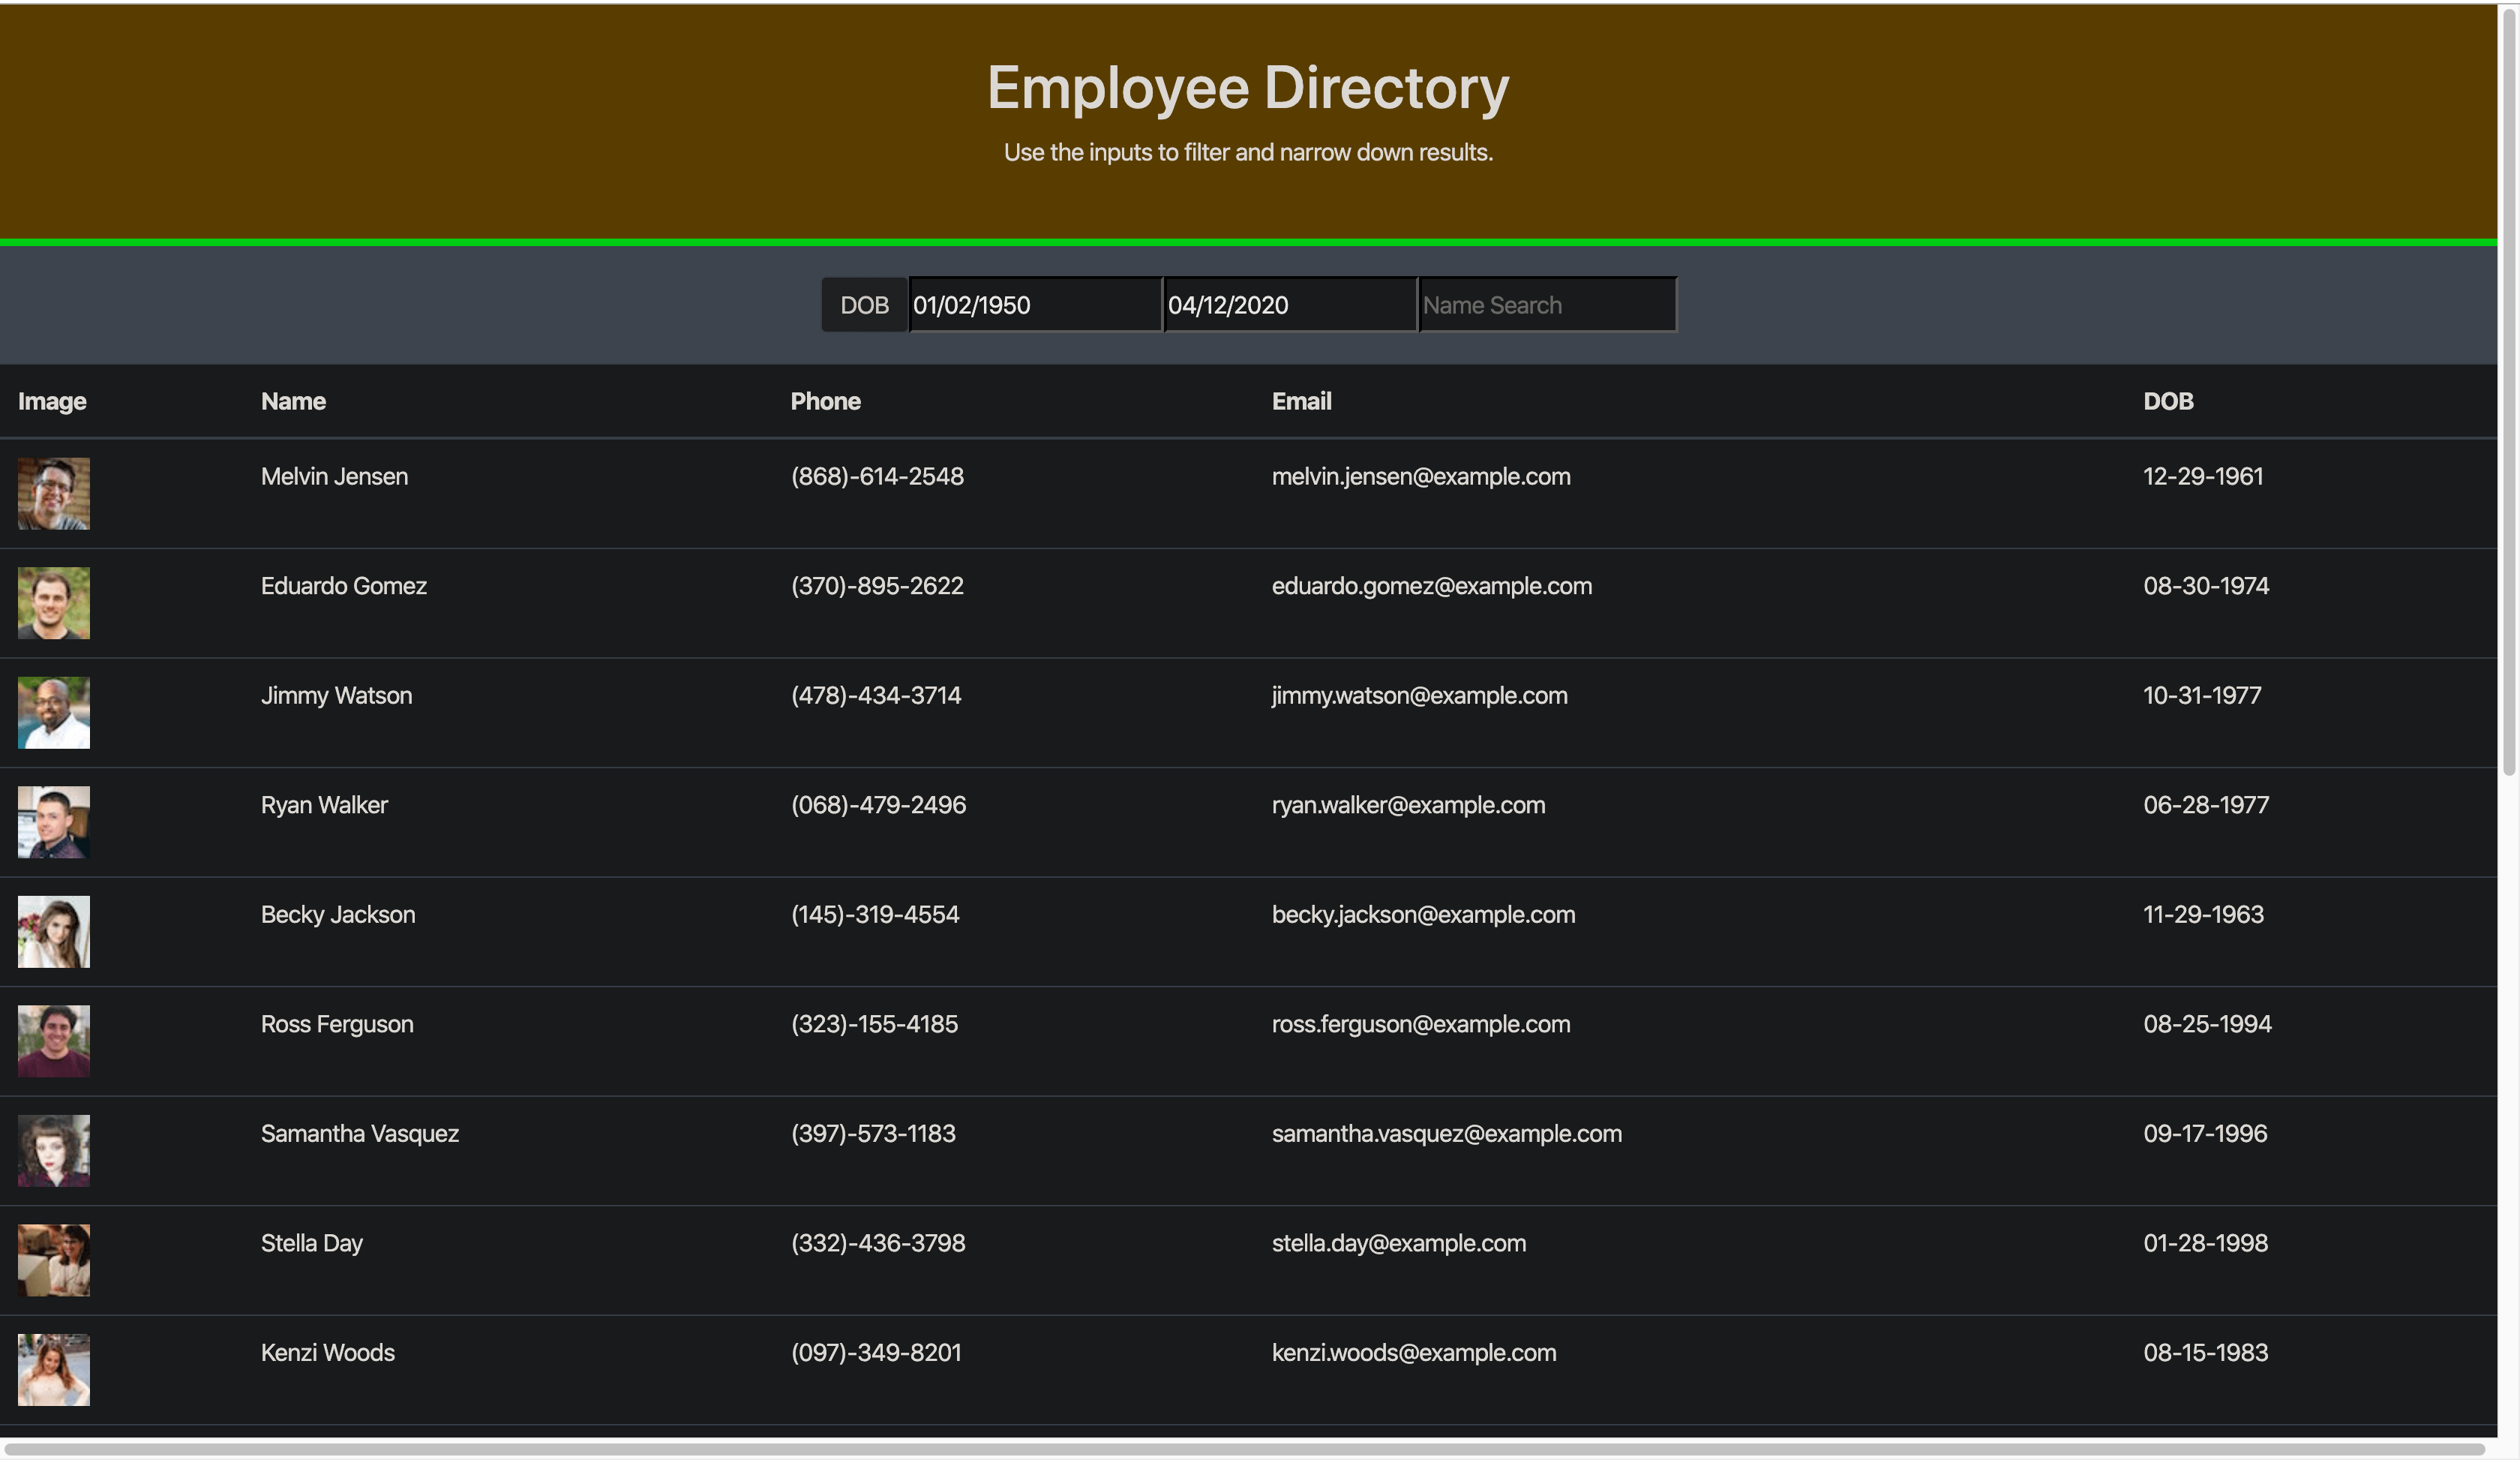 Employee Directory
Use the inputs to filter and narrow down results.
DOB 01/02/1950 04/12/2020 Name Search
Image Name Phone Email DOB
Melvin Jensen (868)-614-2548 melvin.jensen@example.com 12-29-1961
Eduardo Gomez (370)-895-2622 eduardo.gomez@example.com 08-30-1974
Jimmy Watson (478)-434-3714 jimmy.watson@example.com 10-31-1977
Ryan Walker (068)-479-2496 ryan.walker@example.com 06-28-1977
Becky Jackson (145)-319-4554 becky.jackson@example.com 11-29-1963
Ross Ferguson (323)-155-4185 ross.ferguson@example.com 08-25-1994
Samantha Vasquez (397)-573-1183 samantha.vasquez@example.com 09-17-1996
Stella Day (332)-436-3798 stella.day@example.com 01-28-1998
Kenzi Woods (097)-349-8201 kenzi.woods@example.com 08-15-1983